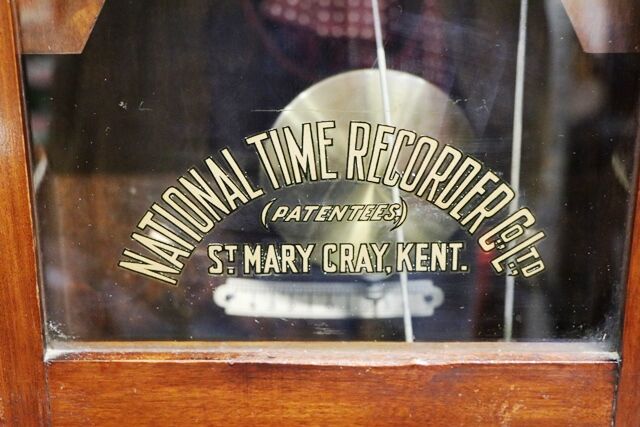 NATIONAL TIME RECORDER CO. LTD
(PATENTEES,)
ST. MARY CRAY, KENT.